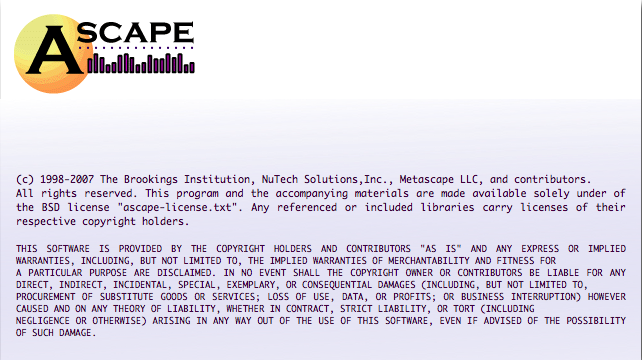 ASCAPE
(c) 1998-2007 The Brookings Institution, NuTech Solutions,Inc., Metascape LLC, and contributors.
All rights reserved. This program and the accompanying materials are made available solely under of
the BSD license "ascape-license.txt". Any referenced or included libraries carry licenses of their
respective copyright holders.
THIS SOFTWARE IS PROVIDED BY THE COPYRIGHT HOLDERS AND CONTRIBUTORS "AS IS" AND ANY EXPRESS OR IMPLIED
WARRANTIES, INCLUDING, BUT NOT LIMITED TO, THE IMPLIED WARRANTIES OF MERCHANTABILITY AND FITNESS FOR
A PARTICULAR PURPOSE ARE DISCLAIMED. IN NO EVENT SHALL THE COPYRIGHT OWNER OR CONTRIBUTORS BE LIABLE FOR ANY
DIRECT, INDIRECT, INCIDENTAL, SPECIAL, EXEMPLARY, OR CONSEQUENTIAL DAMAGES (INCLUDING, BUT NOT LIMITED TO,
PROCUREMENT OF SUBSTITUTE GOODS OR SERVICES; LOSS OF USE, DATA, OR PROFITS; OR BUSINESS INTERRUPTION) HOWEVER
CAUSED AND ON ANY THEORY OF LIABILITY, WHETHER IN CONTRACT, STRICT LIABILITY, OR TORT (INCLUDING
NEGLIGENCE OR OTHERWISE) ARISING IN ANY WAY OUT OF THE USE OF THIS SOFTWARE, EVEN IF ADVISED OF THE POSSIBILITY
OF SUCH DAMAGE.